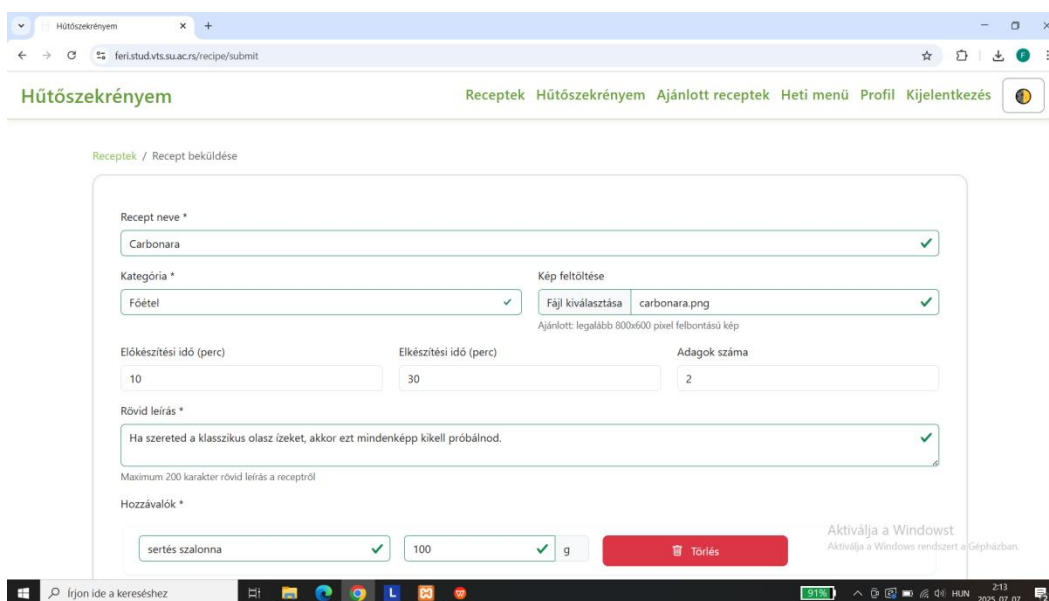 Hűtőszekrényem
feri.stud.vts.su.ac.rs/recipe/submit
F
Hűtőszekrényem Receptek Hűtőszekrényem Ajánlott receptek Heti menü Profil Kijelentkezés
Receptek / Recept beküldése
Recept neve *
Carbonara
Kategória * Kép feltöltése
Főétel Fájl kiválasztása carbonara.png
Ajánlott: legalább 800x600 pixel felbontású kép
Előkészítési idő (perc) Elkészítési idő (perc) Adagok száma
10 30 2
Rövid leírás *
Ha szereted a klasszikus olasz ízeket, akkor ezt mindenképp kikell próbálnod.
Maximum 200 karakter rövid leírás a receptről
Hozzávalók *
sertés szalonna 100 g Törlés
Aktiválja a Windowst
Aktiválja a Windows rendszert a Gépházban.
Írjon ide a kereséshez L 91% HUN 2:13
2025. 07. 07.